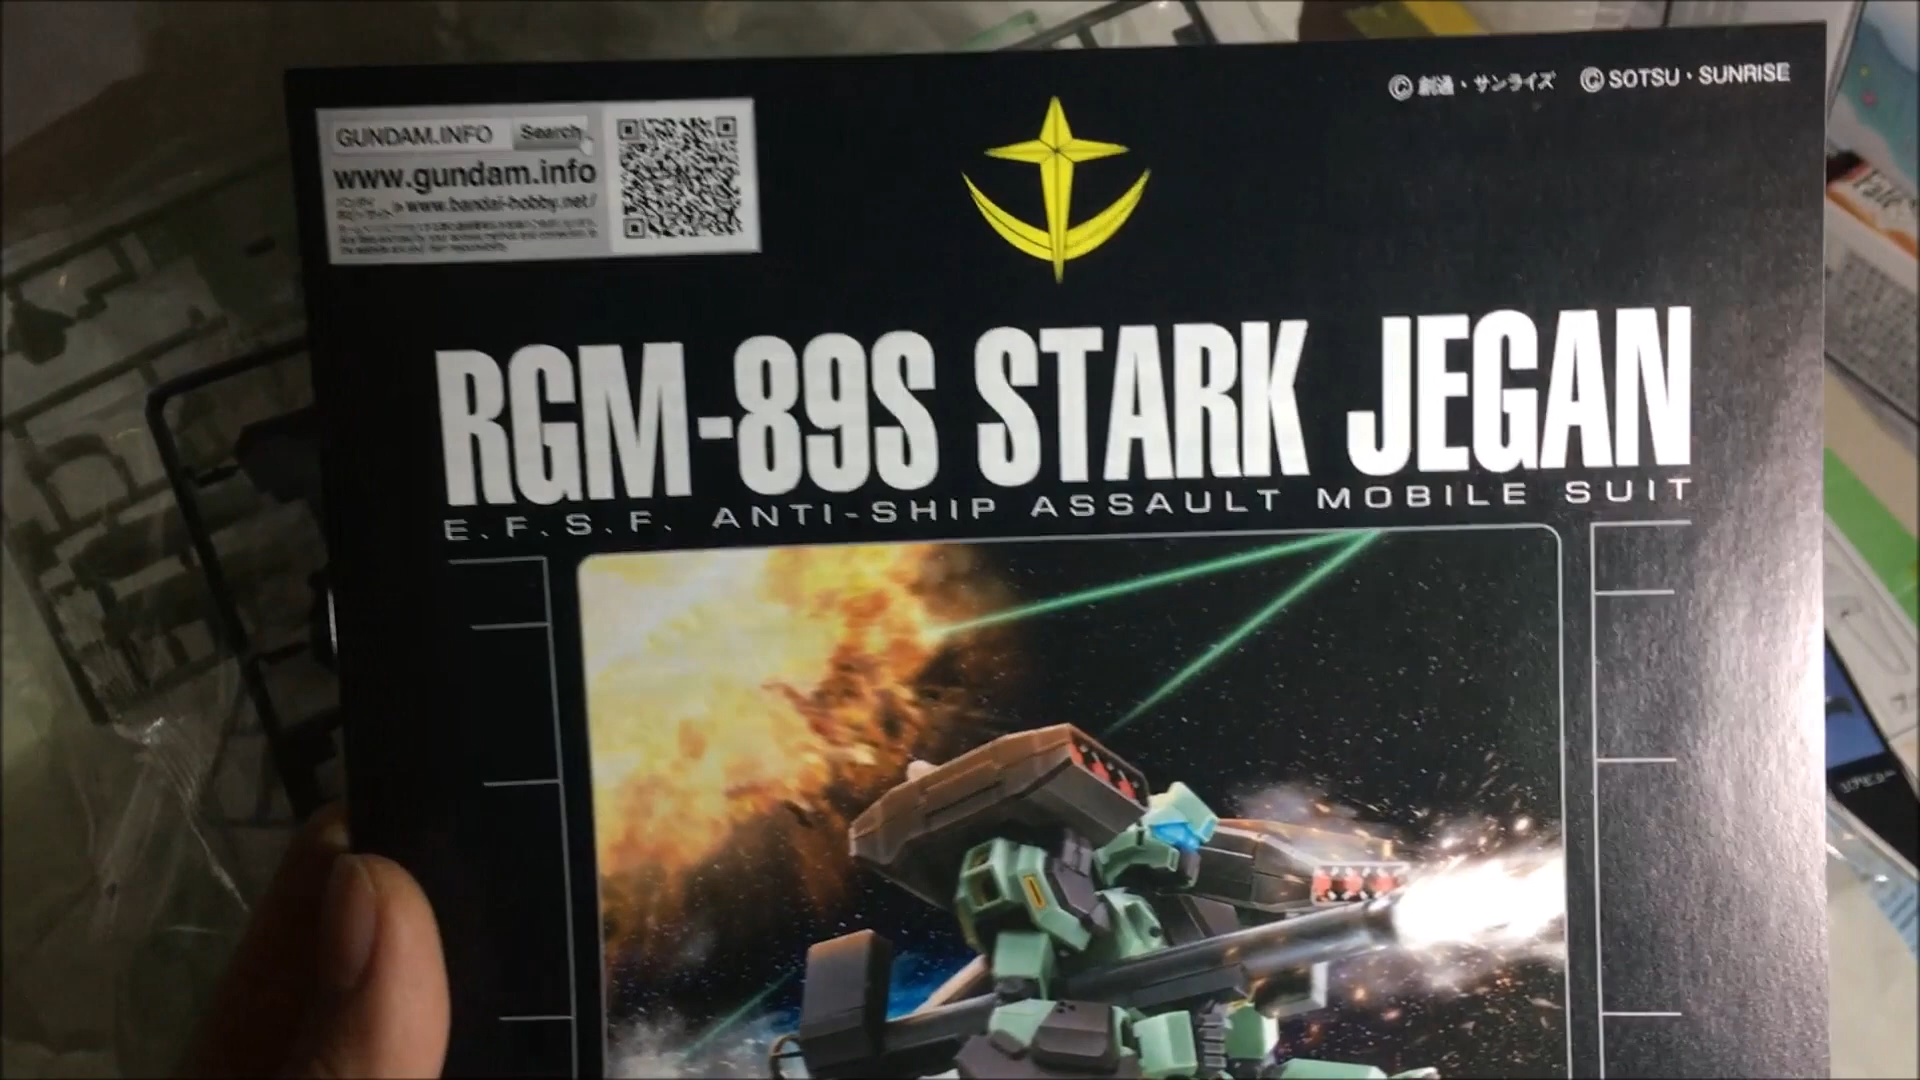 GUNDAM.INFO Search
www.gundam.info
www.bandai-hobby.net/
©創通・サンライズ ©SOTSU・SUNRISE
RGM-89S STARK JEGAN
E.F.S.F. ANTI-SHIP ASSAULT MOBILE SUIT